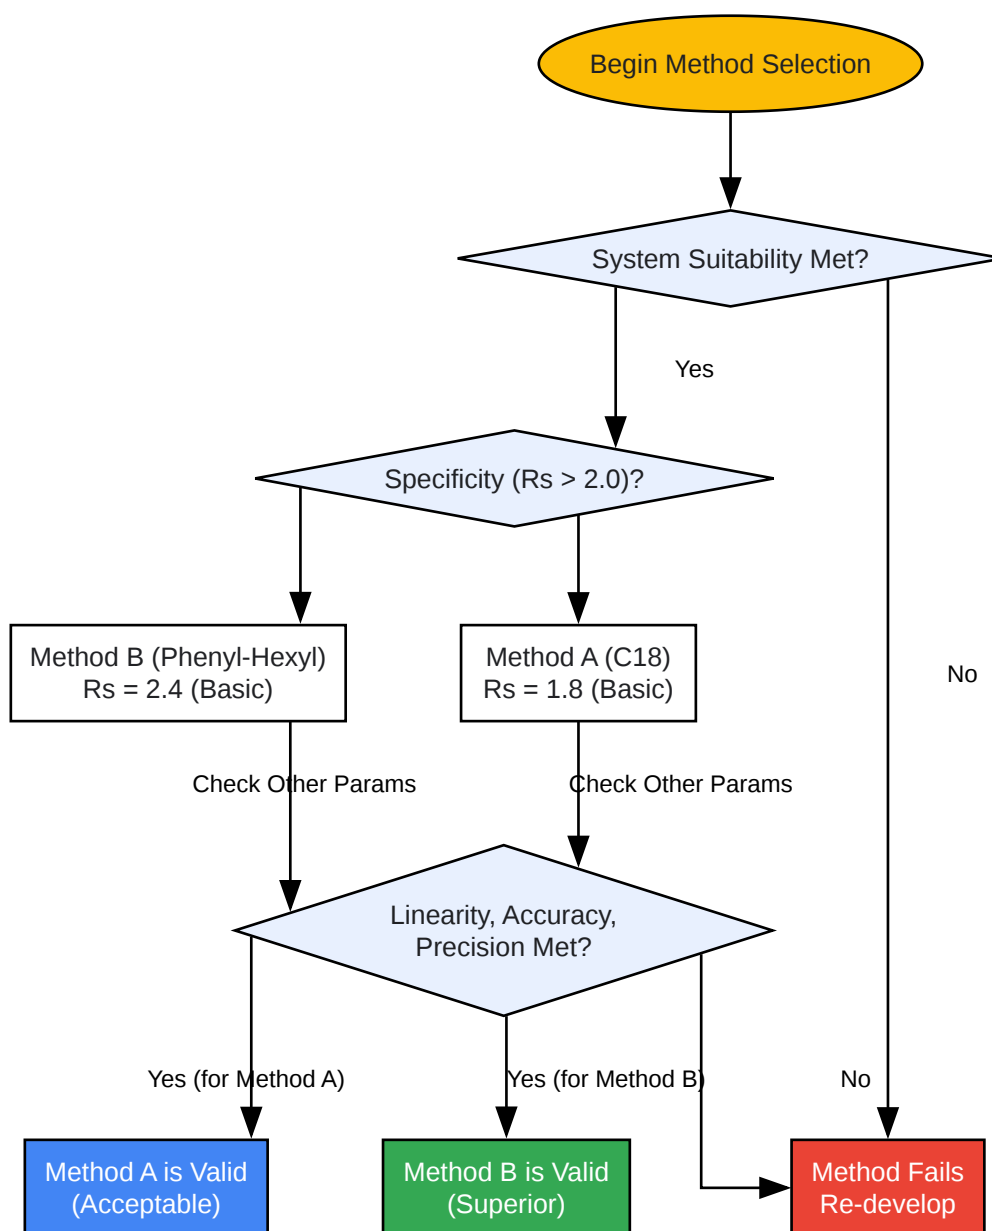 Begin Method Selection
System Suitability Met?
Yes
Specificity (Rs > 2.0)?
Method B (Phenyl-Hexyl)
Rs = 2.4 (Basic)
Method A (C18)
Rs = 1.8 (Basic)
No
Check Other Params
Check Other Params
Linearity, Accuracy,
Precision Met?
Yes (for Method A)
Yes (for Method B)
No
Method A is Valid
(Acceptable)
Method B is Valid
(Superior)
Method Fails
Re-develop